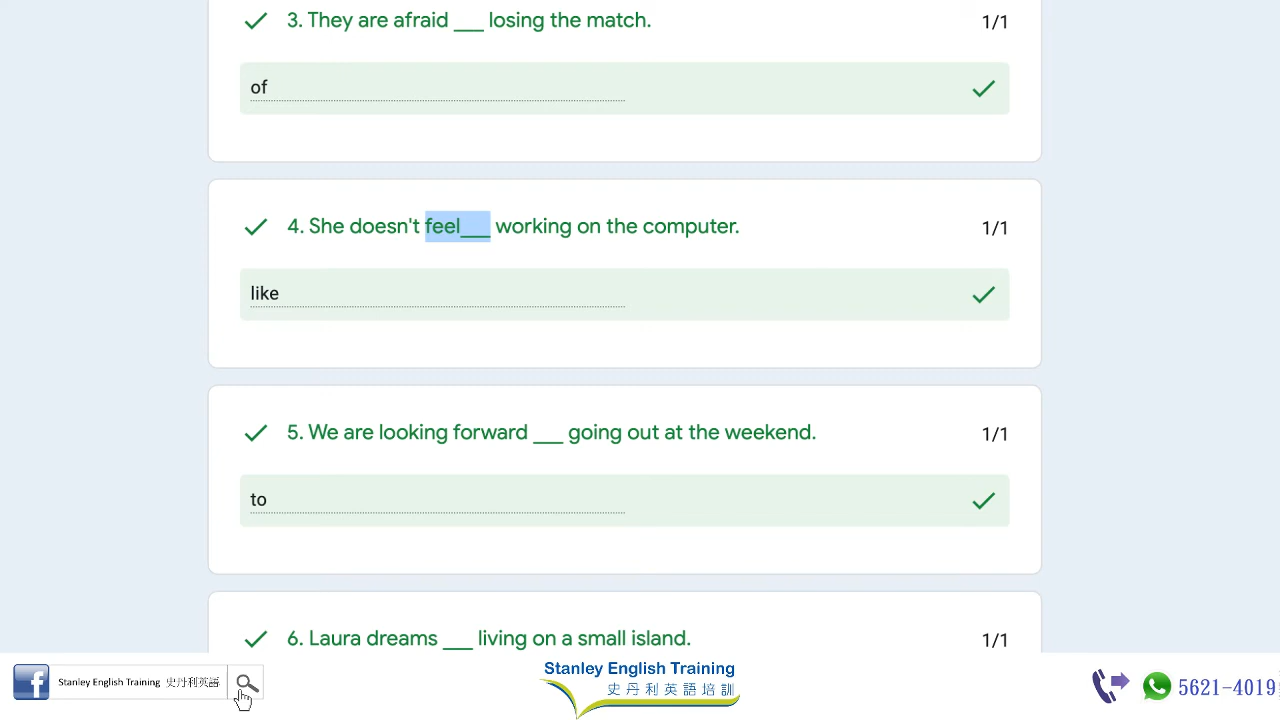 3. They are afraid ___ losing the match.
1/1
of
4. She doesn't feel___ working on the computer.
1/1
like
5. We are looking forward ___ going out at the weekend.
1/1
to
6. Laura dreams ___ living on a small island.
1/1
Stanley English Training 史丹利英語
Stanley English Training
史丹利英語培訓
5621-4019